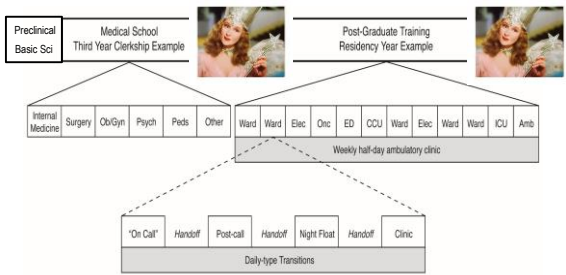 Preclinical
Basic Sci
Medical School
Third Year Clerkship Example
Post-Graduate Training
Residency Year Example
Internal
Medicine
Surgery
Ob/Gyn
Psych
Peds
Other
Ward
Ward
Elec
Onc
ED
CCU
Ward
Elec
Ward
Ward
ICU
Amb
Weekly half-day ambulatory clinic
"On Call"
Handoff
Post-call
Handoff
Night Float
Handoff
Clinic
Daily-type Transitions